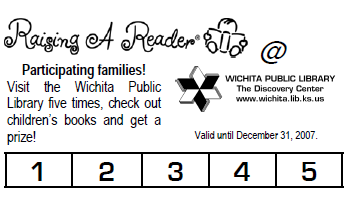 Raising A Reader® @
Participating families!
Visit the Wichita Public
Library five times, check out
children's books and get a
prize!
WICHITA PUBLIC LIBRARY
The Discovery Center
www.wichita.lib.ks.us
Valid until December 31, 2007.
1 2 3 4 5